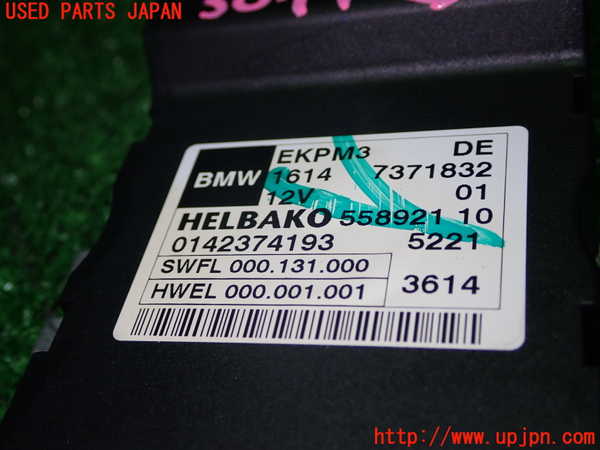 USED PARTS JAPAN
BMW
EKPM3 DE
1614 7371832
12V 01
HELBAKO 558921 10
0142374193 5221
SWFL 000.131.000
HWEL 000.001.001 3614
http://www.upjpn.com